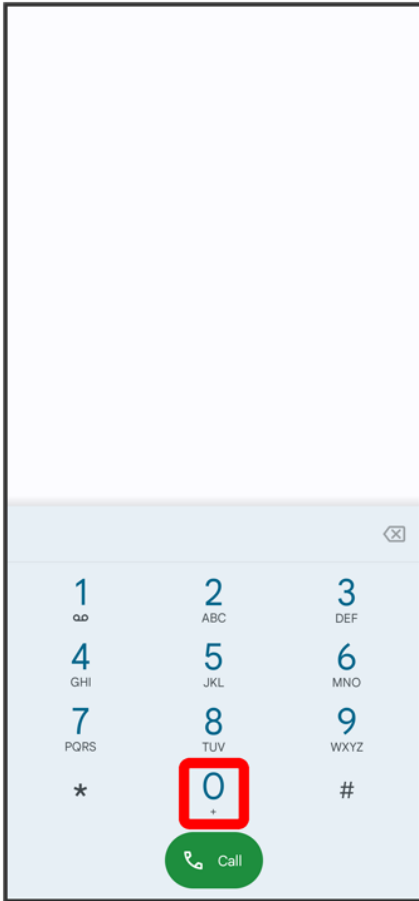 1 2 3
ABC DEF
4 5 6
GHI JKL MNO
7 8 9
PQRS TUV WXYZ
* 0 #
+
Call